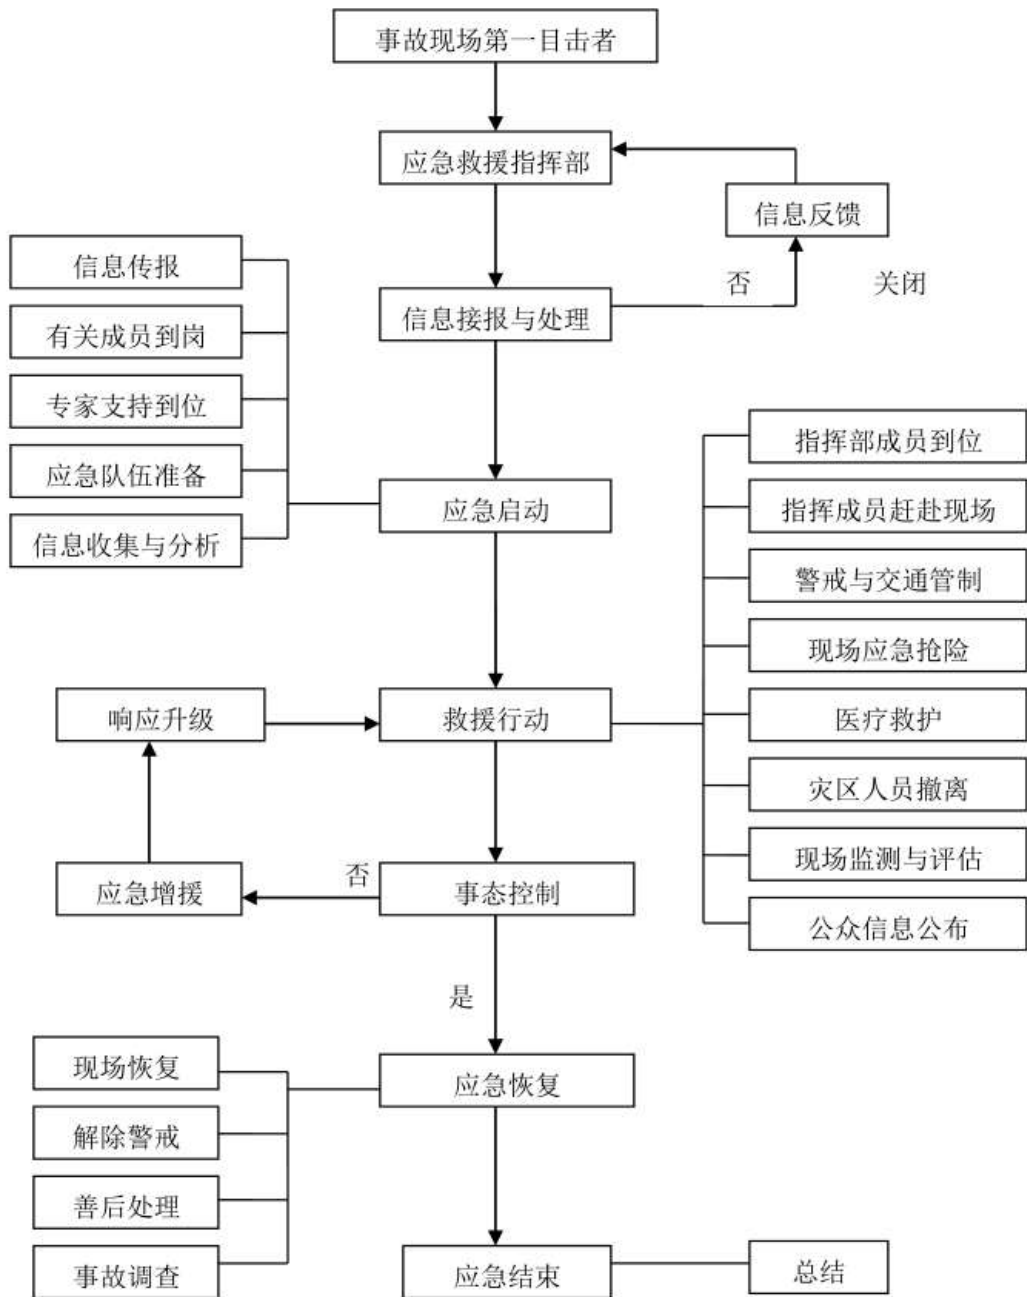 事故现场第一目击者
应急救援指挥部
信息反馈
信息传报
否
关闭
信息接报与处理
有关成员到岗
专家支持到位
指挥部成员到位
应急队伍准备
应急启动
指挥成员赶赴现场
信息收集与分析
警戒与交通管制
现场应急抢险
响应升级
救援行动
医疗救护
灾区人员撤离
现场监测与评估
否
应急增援
事态控制
公众信息公布
是
现场恢复
应急恢复
解除警戒
善后处理
事故调查
应急结束
总结